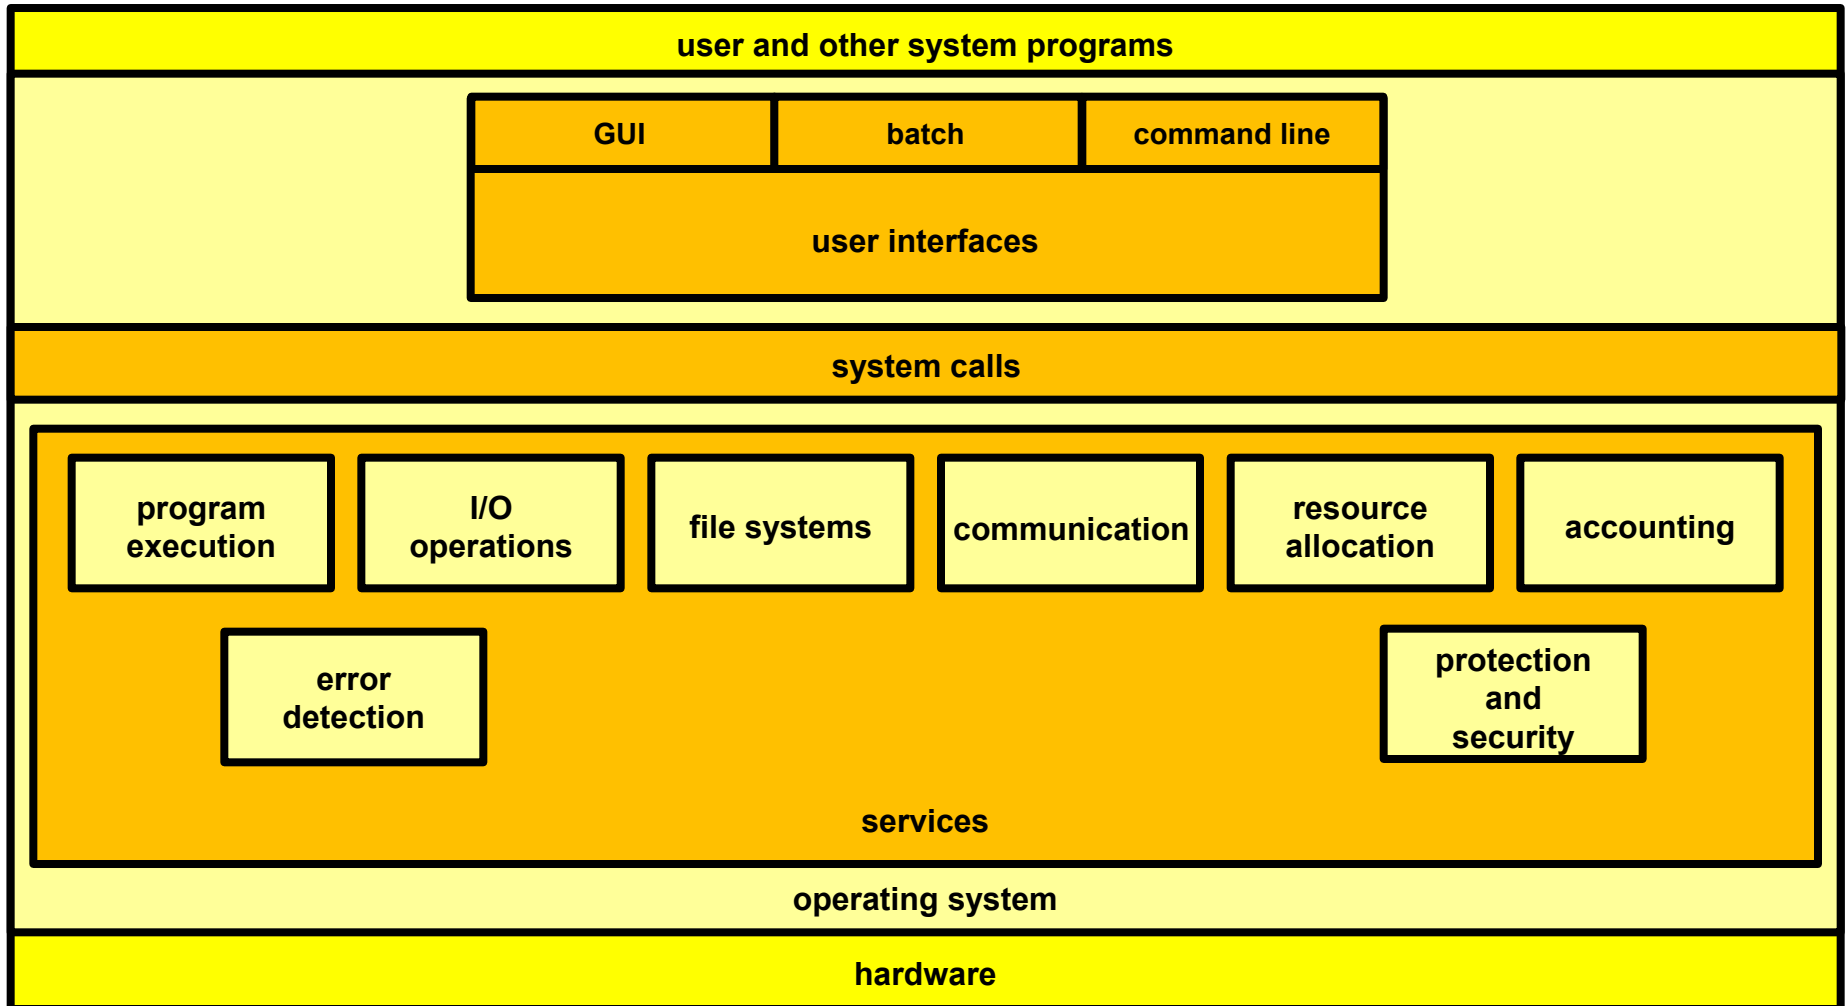 user and other system programs
GUI
batch
command line
user interfaces
system calls
program
execution
I/O
operations
file systems
communication
resource
allocation
accounting
error
detection
protection
and
security
services
operating system
hardware